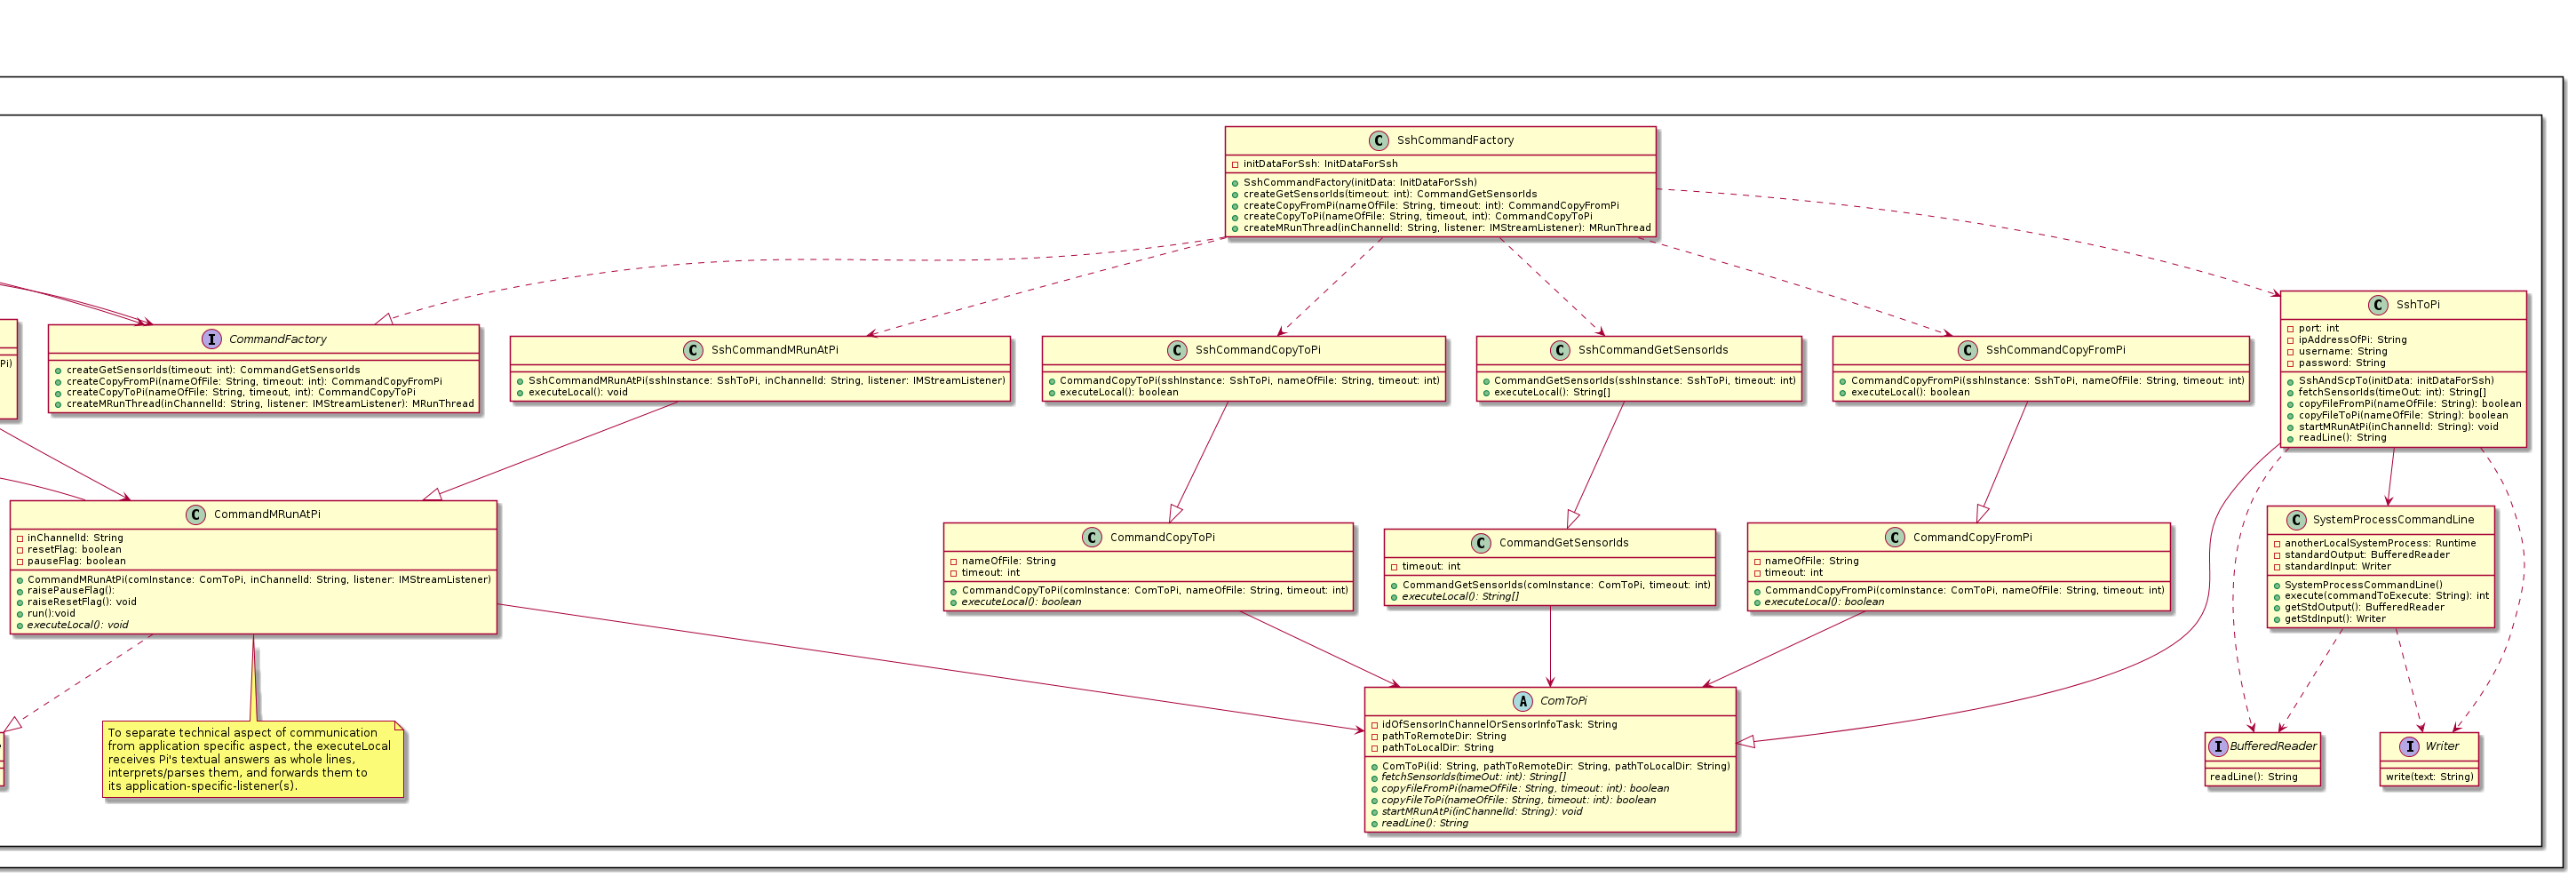 SshCommandFactory
initDataForSsh: InitDataForSsh
SshCommandFactory(initData: InitDataForSsh)
createGetSensorIds(timeout: int): CommandGetSensorIds
createCopyFromPi(nameOfFile: String, timeout: int): CommandCopyFromPi
createCopyToPi(nameOfFile: String, timeout, int): CommandCopyToPi
createMRunThread(inChannelId: String, listener: IMStreamListener): MRunThread
Pi)
CommandFactory
createGetSensorIds(timeout: int): CommandGetSensorIds
createCopyFromPi(nameOfFile: String, timeout: int): CommandCopyFromPi
createCopyToPi(nameOfFile: String, timeout, int): CommandCopyToPi
createMRunThread(inChannelId: String, listener: IMStreamListener): MRunThread
SshCommandMRunAtPi
SshCommandMRunAtPi(sshInstance: SshToPi, inChannelId: String, listener: IMStreamListener)
executeLocal(): void
SshCommandCopyToPi
CommandCopyToPi(sshInstance: SshToPi, nameOfFile: String, timeout: int)
executeLocal(): boolean
SshCommandGetSensorIds
CommandGetSensorIds(sshInstance: SshToPi, timeout: int)
executeLocal(): String[]
SshCommandCopyFromPi
CommandCopyFromPi(sshInstance: SshToPi, nameOfFile: String, timeout: int)
executeLocal(): boolean
SshToPi
port: int
ipAddressOfPi: String
username: String
password: String
SshAndScpTo(initData: initDataForSsh)
fetchSensorIds(timeOut: int): String[]
copyFileFromPi(nameOfFile: String): boolean
copyFileToPi(nameOfFile: String): boolean
startMRunAtPi(inChannelId: String): void
readLine(): String
CommandMRunAtPi
inChannelId: String
resetFlag: boolean
pauseFlag: boolean
CommandMRunAtPi(comInstance: ComToPi, inChannelId: String, listener: IMStreamListener)
raisePauseFlag():
raiseResetFlag(): void
run():void
executeLocal(): void
CommandCopyToPi
nameOfFile: String
timeout: int
CommandCopyToPi(comInstance: ComToPi, nameOfFile: String, timeout: int)
executeLocal(): boolean
CommandGetSensorIds
timeout: int
CommandGetSensorIds(comInstance: ComToPi, timeout: int)
executeLocal(): String[]
CommandCopyFromPi
nameOfFile: String
timeout: int
CommandCopyFromPi(comInstance: ComToPi, nameOfFile: String, timeout: int)
executeLocal(): boolean
SystemProcessCommandLine
anotherLocalSystemProcess: Runtime
standardOutput: BufferedReader
standardInput: Writer
SystemProcessCommandLine()
execute(commandToExecute: String): int
getStdOutput(): BufferedReader
getStdInput(): Writer
To separate technical aspect of communication
from application specific aspect, the executeLocal
receives Pi's textual answers as whole lines,
interprets/parses them, and forwards them to
its application-specific-listener(s).
ComToPi
idOfSensorInChannelOrSensorInfoTask: String
pathToRemoteDir: String
pathToLocalDir: String
ComToPi(id: String, pathToRemoteDir: String, pathToLocalDir: String)
fetchSensorIds(timeOut: int): String[]
copyFileFromPi(nameOfFile: String, timeout: int): boolean
copyFileToPi(nameOfFile: String, timeout: int): boolean
startMRunAtPi(inChannelId: String): void
readLine(): String
BufferedReader
readLine(): String
Writer
write(text: String)